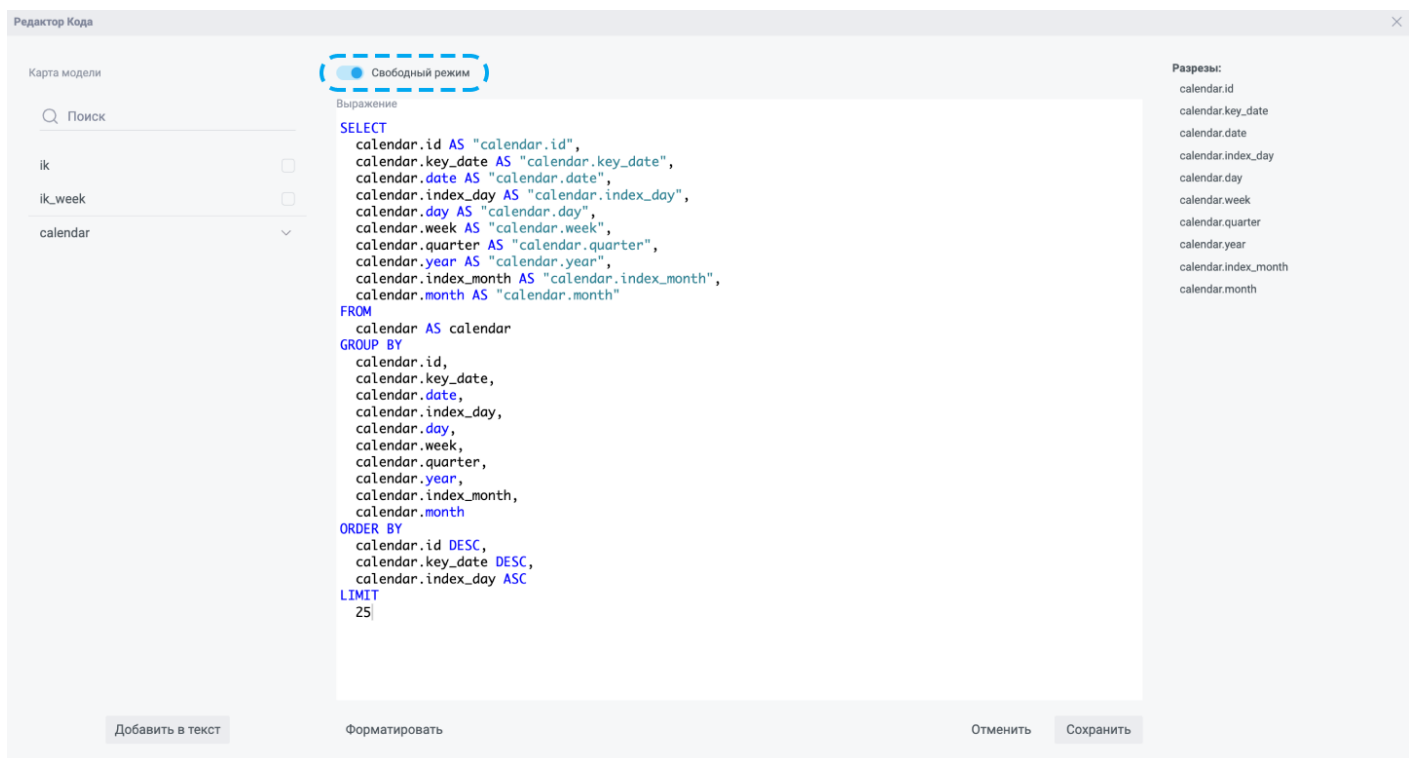 Редактор Кода
Карта модели
Поиск
ik
ik_week
calendar
Добавить в текст
Свободный режим
Выражение
SELECT
calendar.id AS "calendar.id",
calendar.key_date AS "calendar.key_date",
calendar.date AS "calendar.date",
calendar.index_day AS "calendar.index_day",
calendar.day AS "calendar.day",
calendar.week AS "calendar.week",
calendar.quarter AS "calendar.quarter",
calendar.year AS "calendar.year",
calendar.index_month AS "calendar.index_month",
calendar.month AS "calendar.month"
FROM
calendar AS calendar
GROUP BY
calendar.id,
calendar.key_date,
calendar.date,
calendar.index_day,
calendar.day,
calendar.week,
calendar.quarter,
calendar.year,
calendar.index_month,
calendar.month
ORDER BY
calendar.id DESC,
calendar.key_date DESC,
calendar.index_day ASC
LIMIT
25
Форматировать
Отменить
Сохранить
Разрезы:
calendar.id
calendar.key_date
calendar.date
calendar.index_day
calendar.day
calendar.week
calendar.quarter
calendar.year
calendar.index_month
calendar.month